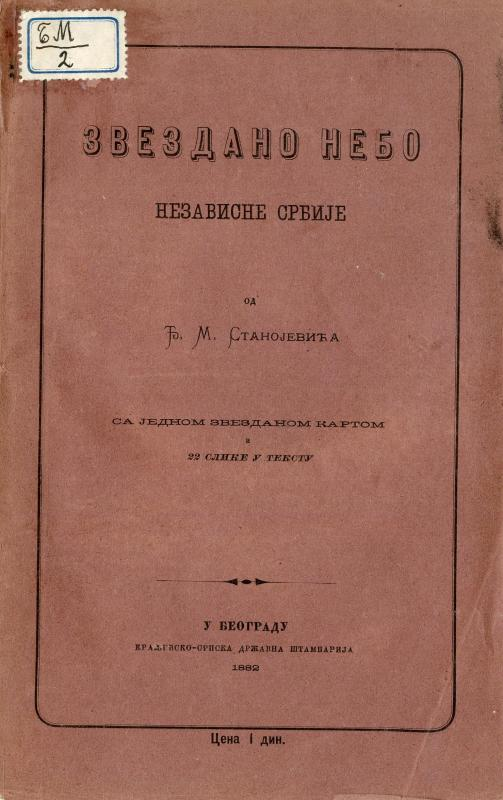 БМ
2
ЗВЕЗДАНО НЕБО
НЕЗАВИСНЕ СРБИЈЕ
ОД
Ђ. М. СТАНОЈЕВИЋА
СА ЈЕДНОМ ЗВЕЗДАНОМ КАРТОМ
И
22 СЛИКЕ У ТЕКСТУ
У БЕОГРАДУ
КРАЉЕВСКО-СРПСКА ДРЖАВНА ШТАМПАРИЈА
1882
Цена 1 дин.